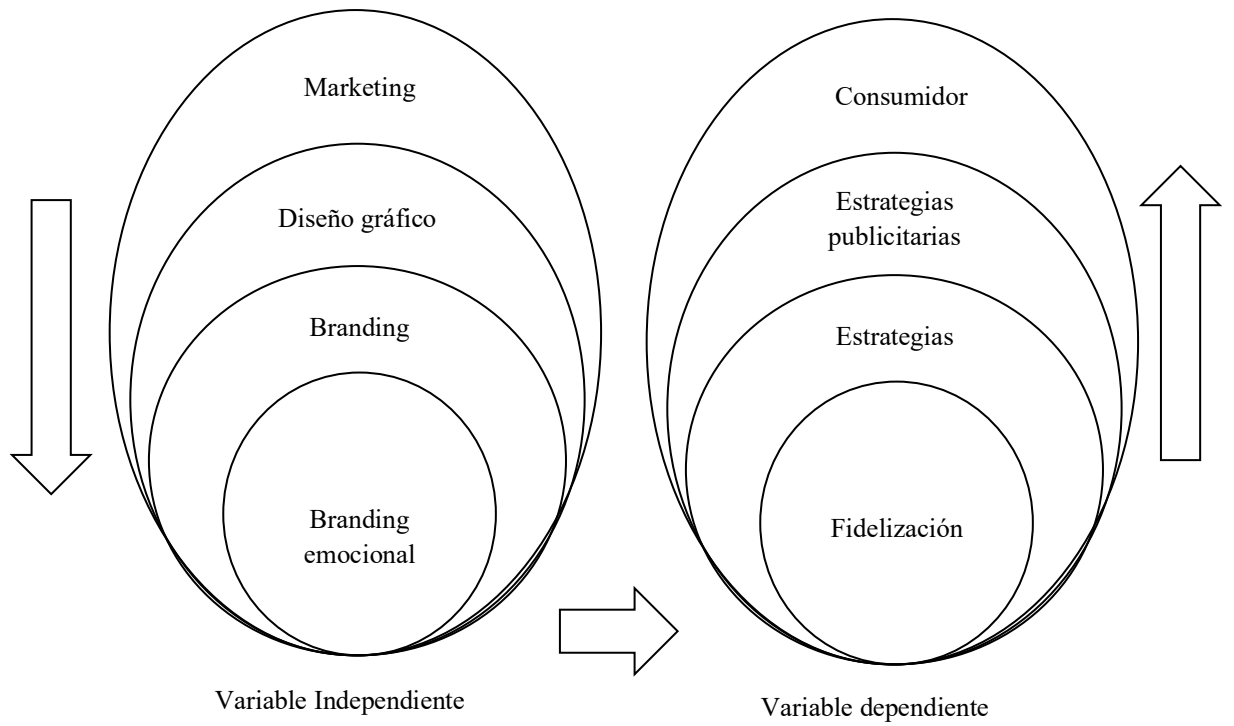 Marketing
Diseño gráfico
Branding
Branding
emocional
Variable Independiente
Consumidor
Estrategias
publicitarias
Estrategias
Fidelización
Variable dependiente